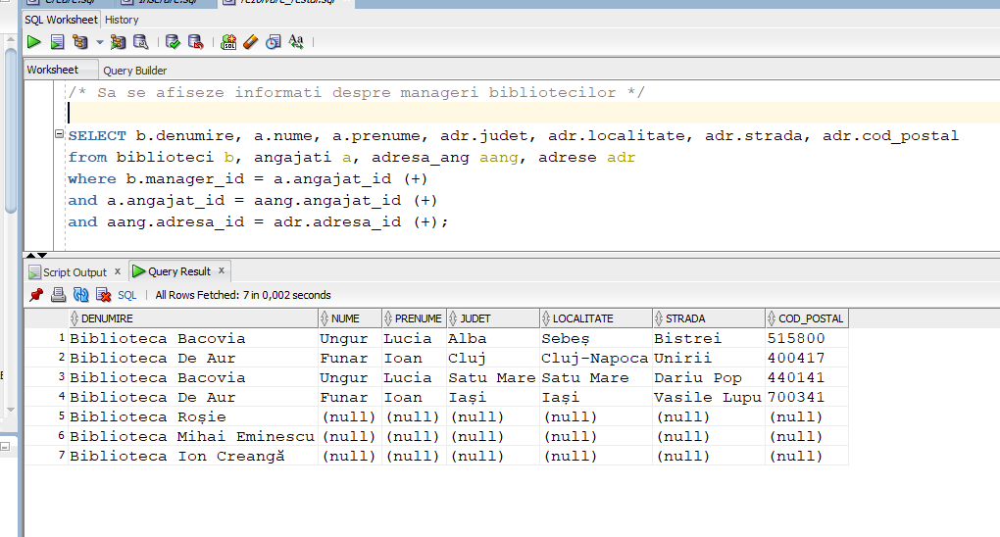 Creare.sql Inserare.sql rezolvare_restul.sql
SQL Worksheet History
Worksheet Query Builder
/* Sa se afiseze informati despre manageri bibliotecilor */
SELECT b.denumire, a.nume, a.prenume, adr.judet, adr.localitate, adr.strada, adr.cod_postal
from biblioteci b, angajati a, adresa_ang aang, adrese adr
where b.manager_id = a.angajat_id (+)
and a.angajat_id = aang.angajat_id (+)
and aang.adresa_id = adr.adresa_id (+);
Script Output x Query Result x
SQL | All Rows Fetched: 7 in 0,002 seconds
DENUMIRE NUME PRENUME JUDET LOCALITATE STRADA COD_POSTAL
1 Biblioteca Bacovia Ungur Lucia Alba Sebeș Bistrei 515800
2 Biblioteca De Aur Funar Ioan Cluj Cluj-Napoca Unirii 400417
3 Biblioteca Bacovia Ungur Lucia Satu Mare Satu Mare Dariu Pop 440141
4 Biblioteca De Aur Funar Ioan Iași Iași Vasile Lupu 700341
5 Biblioteca Roșie (null) (null) (null) (null) (null) (null)
6 Biblioteca Mihai Eminescu (null) (null) (null) (null) (null) (null)
7 Biblioteca Ion Creangă (null) (null) (null) (null) (null) (null)